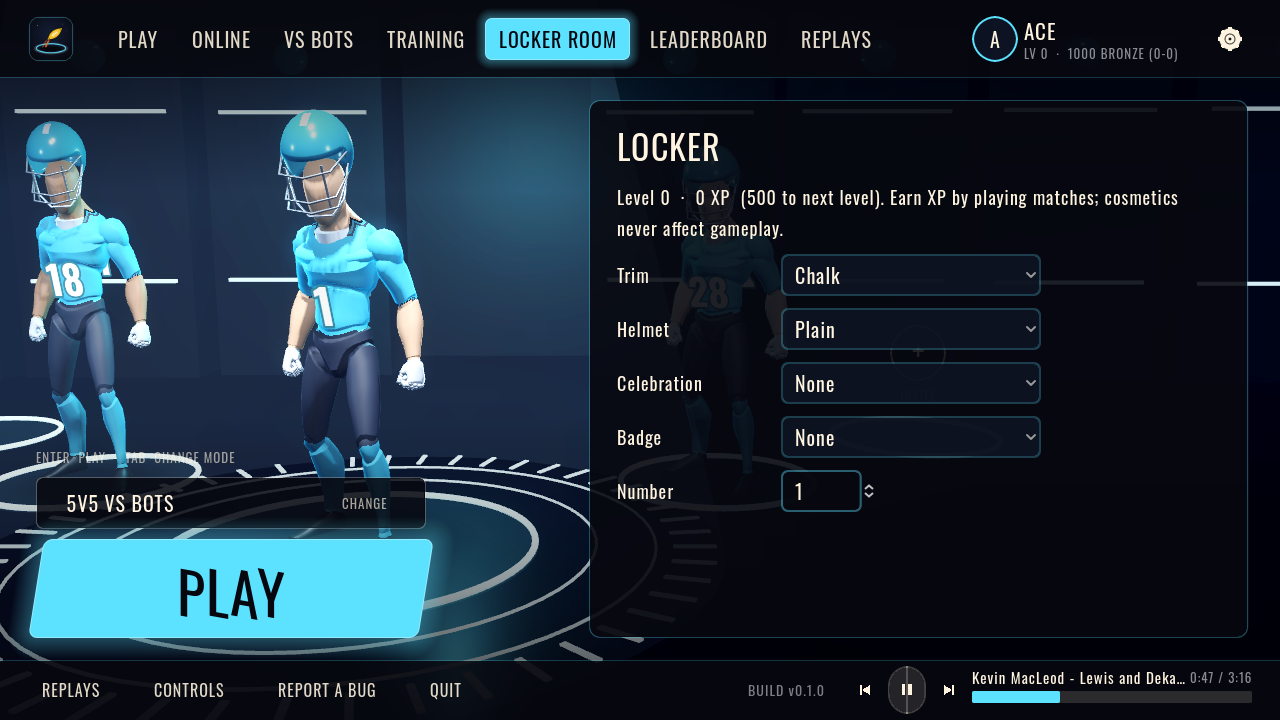 PLAY
ONLINE
VS BOTS
TRAINING
LOCKER ROOM
LEADERBOARD
REPLAYS
A
ACE
LV 0 · 1000 BRONZE (0-0)
18
1
28
LOCKER
Level 0 · 0 XP (500 to next level). Earn XP by playing matches; cosmetics
never affect gameplay.
Trim
Chalk
Helmet
Plain
Celebration
None
Badge
None
Number
1
ENTER PLAY · TAB CHANGE MODE
5V5 VS BOTS
CHANGE
PLAY
REPLAYS
CONTROLS
REPORT A BUG
QUIT
BUILD v0.1.0
Kevin MacLeod - Lewis and Deka…
0:47 / 3:16